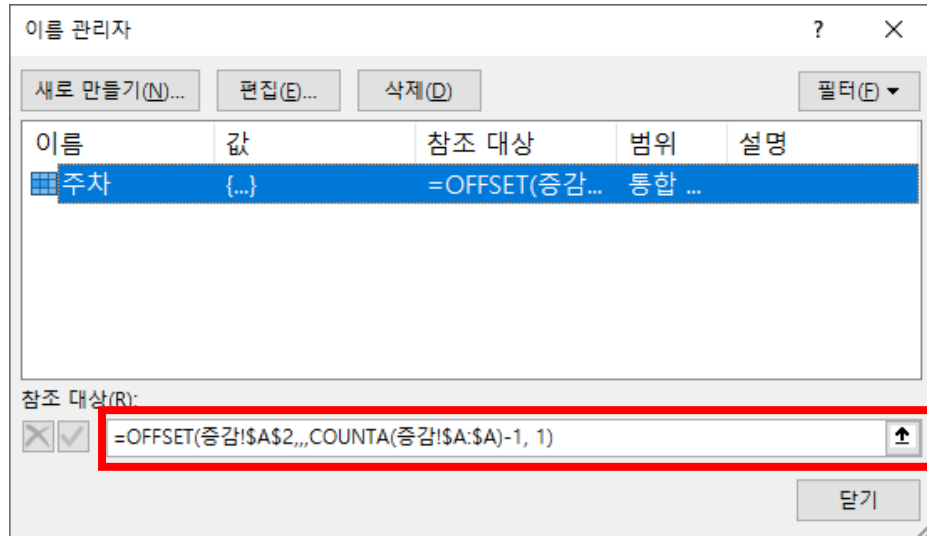 이름 관리자 ?
새로 만들기(N)... 편집(E)... 삭제(D) 필터(F)
이름 값 참조 대상 범위 설명
주차 {...} =OFFSET(증감... 통합 ...
참조 대상(R):
=OFFSET(증감!$A$2,,,COUNTA(증감!$A:$A)-1, 1)
닫기